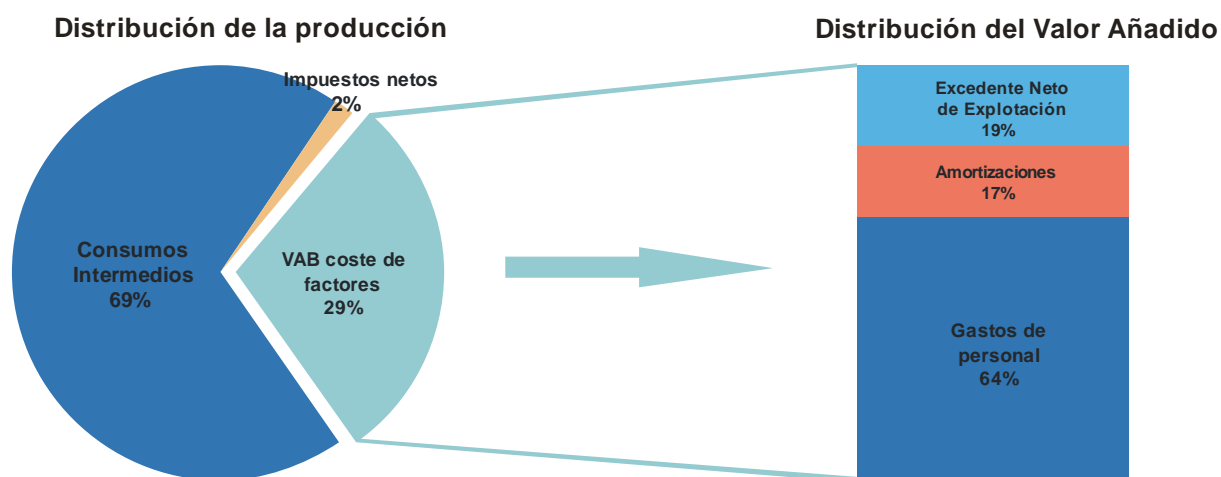 Distribución de la producción
Distribución del Valor Añadido
Impuestos netos
2%
Consumos
Intermedios
69%
VAB coste de
factores
29%
Excedente Neto
de Explotación
19%
Amortizaciones
17%
Gastos de
personal
64%